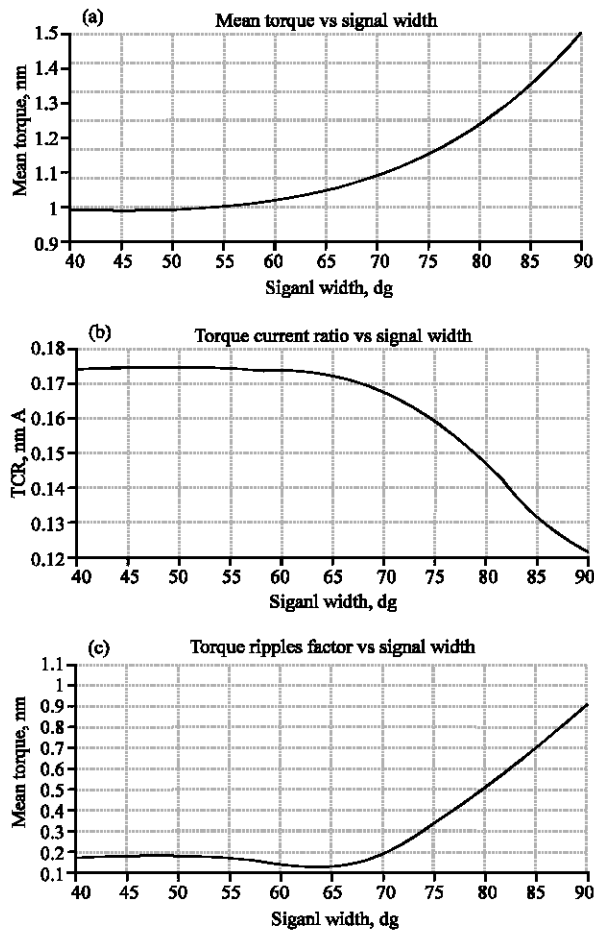 (a)
Mean torque vs signal width
Mean torque, nm
1.5
1.4
1.3
1.2
1.1
1
0.9
40 45 50 55 60 65 70 75 80 85 90
Siganl width, dg
(b)
Torque current ratio vs signal width
TCR, nm A
0.18
0.17
0.16
0.15
0.14
0.13
0.12
40 45 50 55 60 65 70 75 80 85 90
Siganl width, dg
(c)
Torque ripples factor vs signal width
Mean torque, nm
1.1
1
0.9
0.8
0.7
0.6
0.5
0.4
0.3
0.2
0.1
40 45 50 55 60 65 70 75 80 85 90
Siganl width, dg